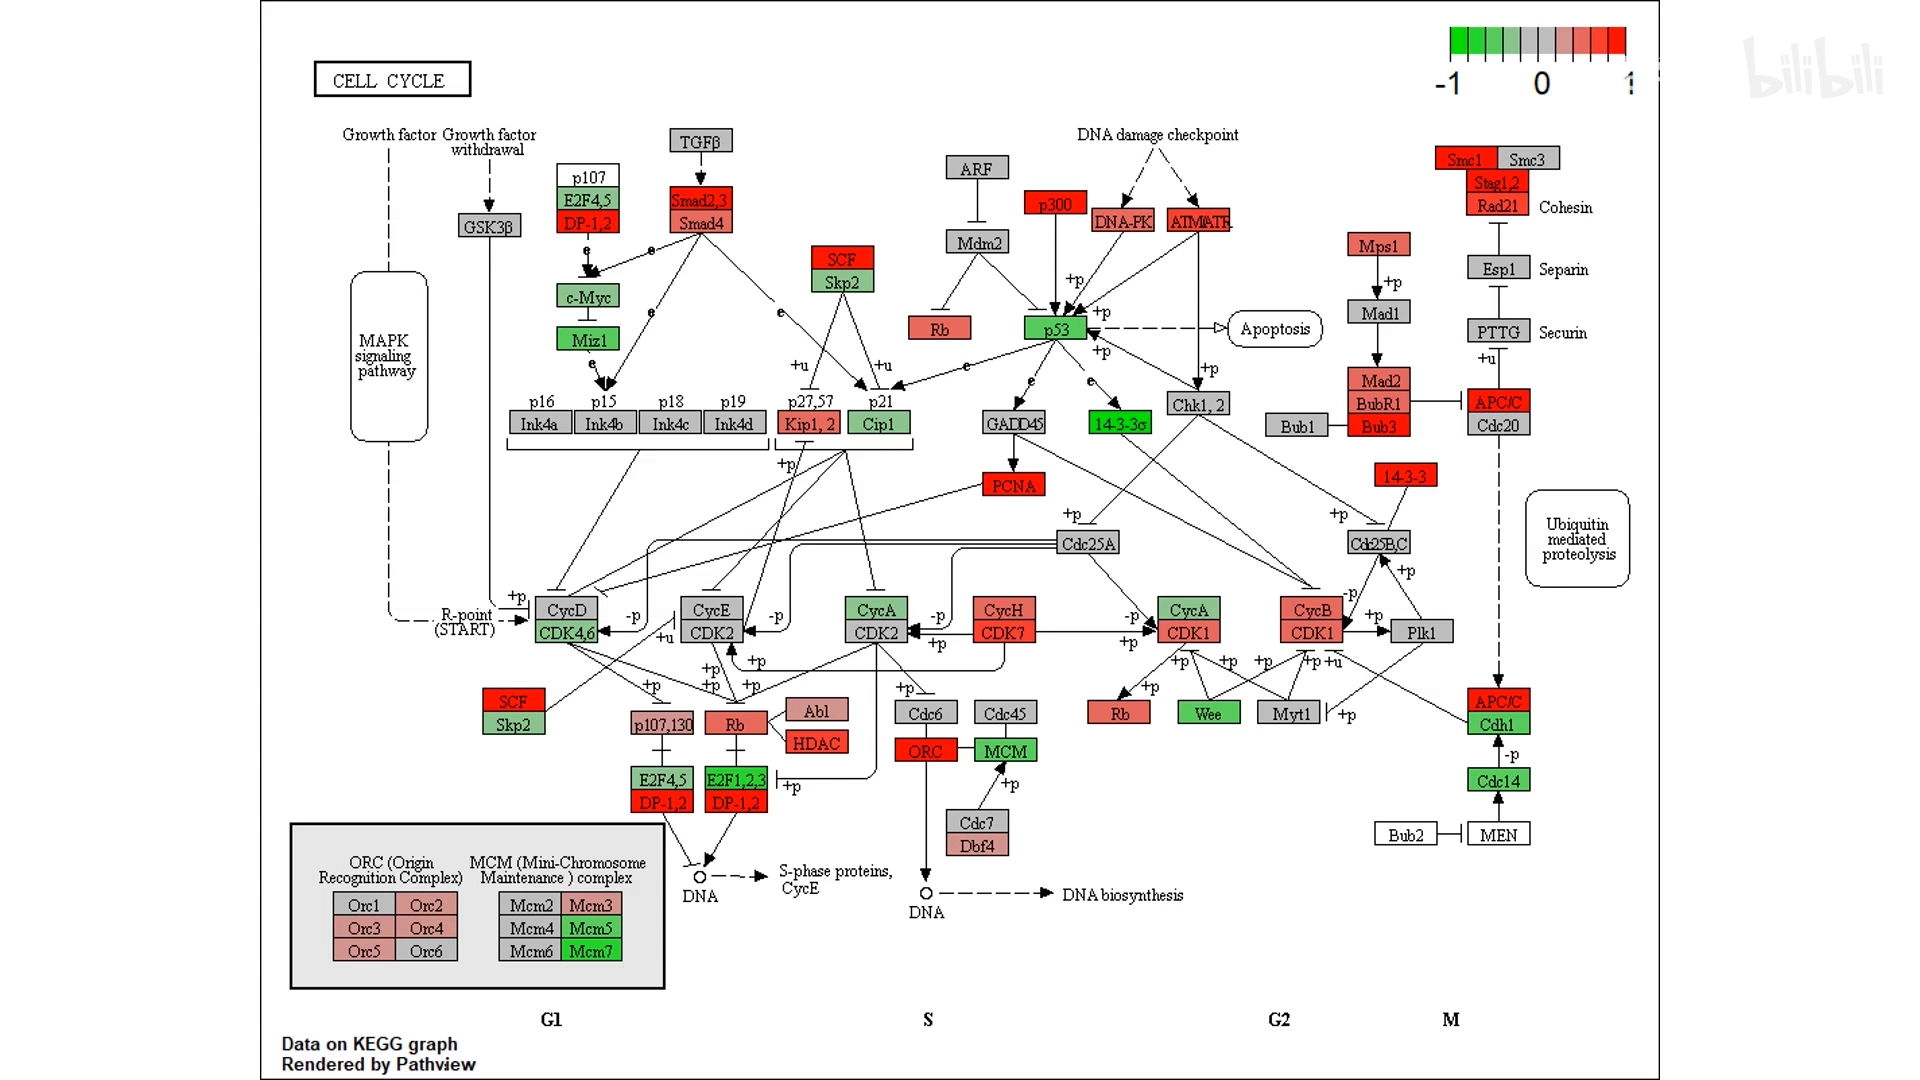 CELL CYCLE
-1 0 1
bilibili
Growth factor
Growth factor
withdrawal
TGFβ
DNA damage checkpoint
ARF
p107
E2F4,5
DP-1,2
Smad2,3
Smad4
GSK3β
p300
DNA-PK
ATM/ATR
Smc1
Smc3
Stag1,2
Rad21
Cohesin
e
e
Mdm2
Mps1
SCF
Skp2
+p
+p
Esp1
Separin
c-Myc
e
e
+p
Mad1
Miz1
Rb
p53
Apoptosis
PTTG
Securin
MAPK
signaling
pathway
e
+u
+u
e
+p
+p
+u
e
e
Mad2
BubR1
Bub3
p16
p15
p18
p19
p27,57
p21
Ink4a
Ink4b
Ink4c
Ink4d
Kip1, 2
Cip1
GADD45
14-3-3σ
Chk1, 2
Bub1
APC/C
Cdc20
+p
PCNA
14-3-3
+p
+p
Cdc25A
Cdc25B,C
Ubiquitin
mediated
proteolysis
+p
+p
-p
R-point
(START)
CycD
CDK4,6
-p
+u
CycE
CDK2
-p
CycA
CDK2
-p
+p
CycH
CDK7
-p
+p
CycA
CDK1
CycB
CDK1
+p
Plk1
+p
+p
+p
+p
+p
+p
+p
+p
+p
+p
+u
+p
SCF
Skp2
p107,130
Rb
Abl
HDAC
Cdc6
Cdc45
ORC
MCM
Rb
Wee
Myt1
+p
APC/C
Cdh1
-p
E2F4,5
DP-1,2
E2F1,2,3
DP-1,2
+p
+p
Cdc14
Cdc7
Dbf4
Bub2
MEN
DNA
S-phase proteins,
CycE
DNA
DNA biosynthesis
ORC (Origin
Recognition Complex)
MCM (Mini-Chromosome
Maintenance ) complex
Orc1 Orc2
Orc3 Orc4
Orc5 Orc6
Mcm2 Mcm3
Mcm4 Mcm5
Mcm6 Mcm7
G1
S
G2
M
Data on KEGG graph
Rendered by Pathview